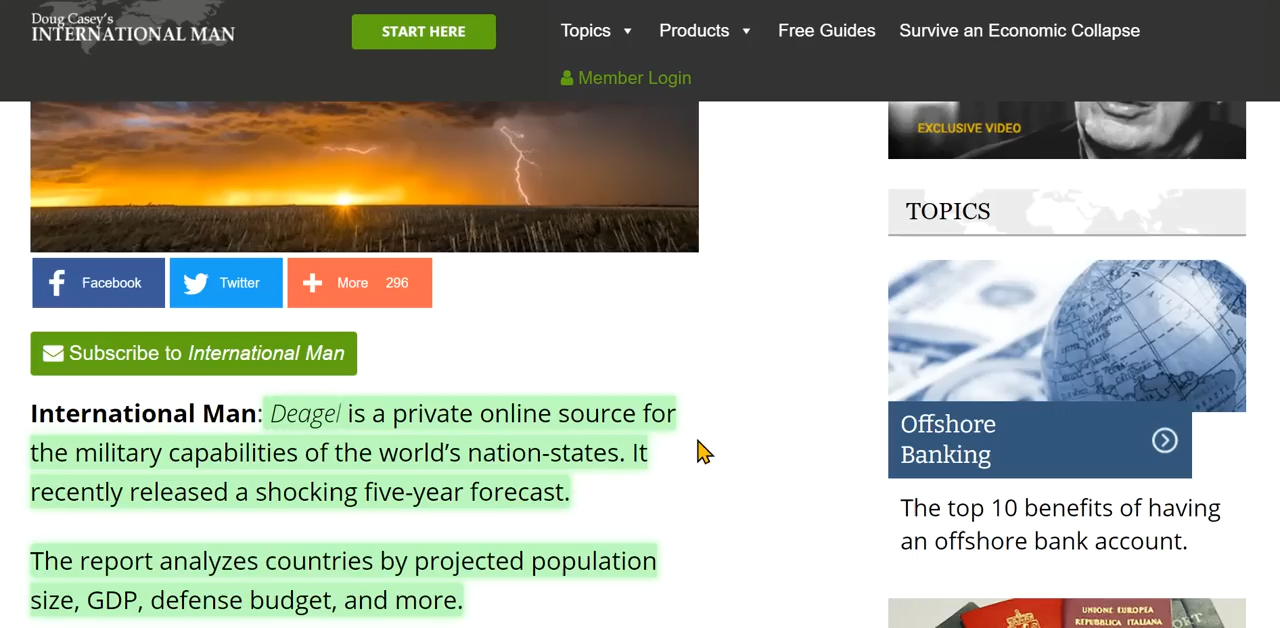 Doug Casey's
INTERNATIONAL MAN
START HERE
Topics
Products
Free Guides
Survive an Economic Collapse
Member Login
EXCLUSIVE VIDEO
Facebook
Twitter
More 296
Subscribe to International Man
International Man: Deagel is a private online source for
the military capabilities of the world's nation-states. It
recently released a shocking five-year forecast.
The report analyzes countries by projected population
size, GDP, defense budget, and more.
TOPICS
Offshore
Banking
The top 10 benefits of having
an offshore bank account.
UNIONE EUROPEA
REPUBBLICA ITALIANA